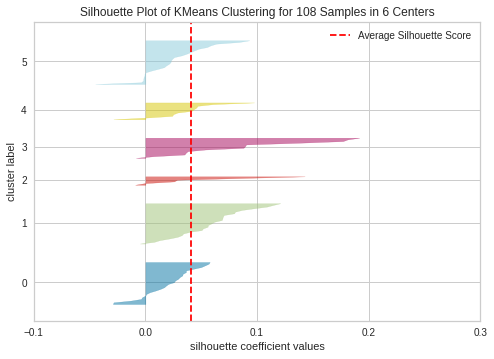 Silhouette Plot of KMeans Clustering for 108 Samples in 6 Centers
Average Silhouette Score
cluster label
5
4
3
2
1
0
−0.1
0.0
0.1
0.2
0.3
silhouette coefficient values